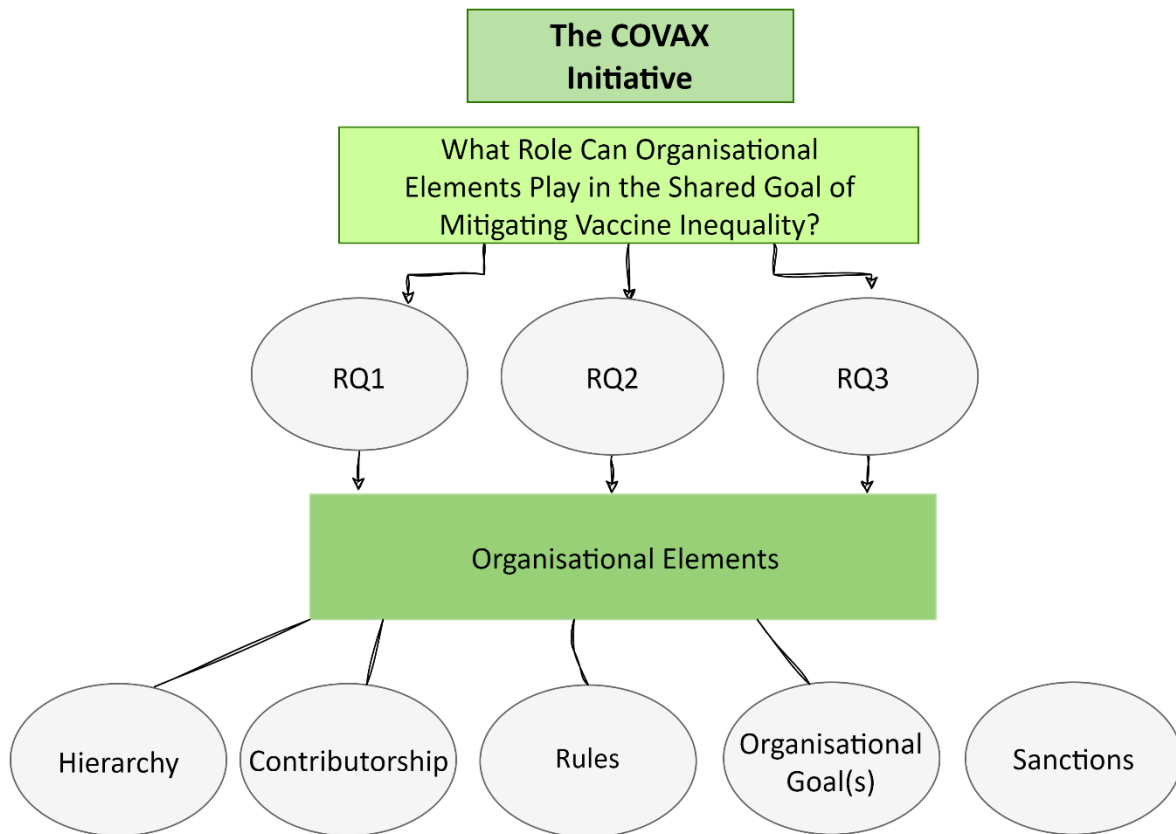 The COVAX
Initiative
What Role Can Organisational
Elements Play in the Shared Goal of
Mitigating Vaccine Inequality?
RQ1
RQ2
RQ3
Organisational Elements
Hierarchy
Contributorship
Rules
Organisational
Goal(s)
Sanctions